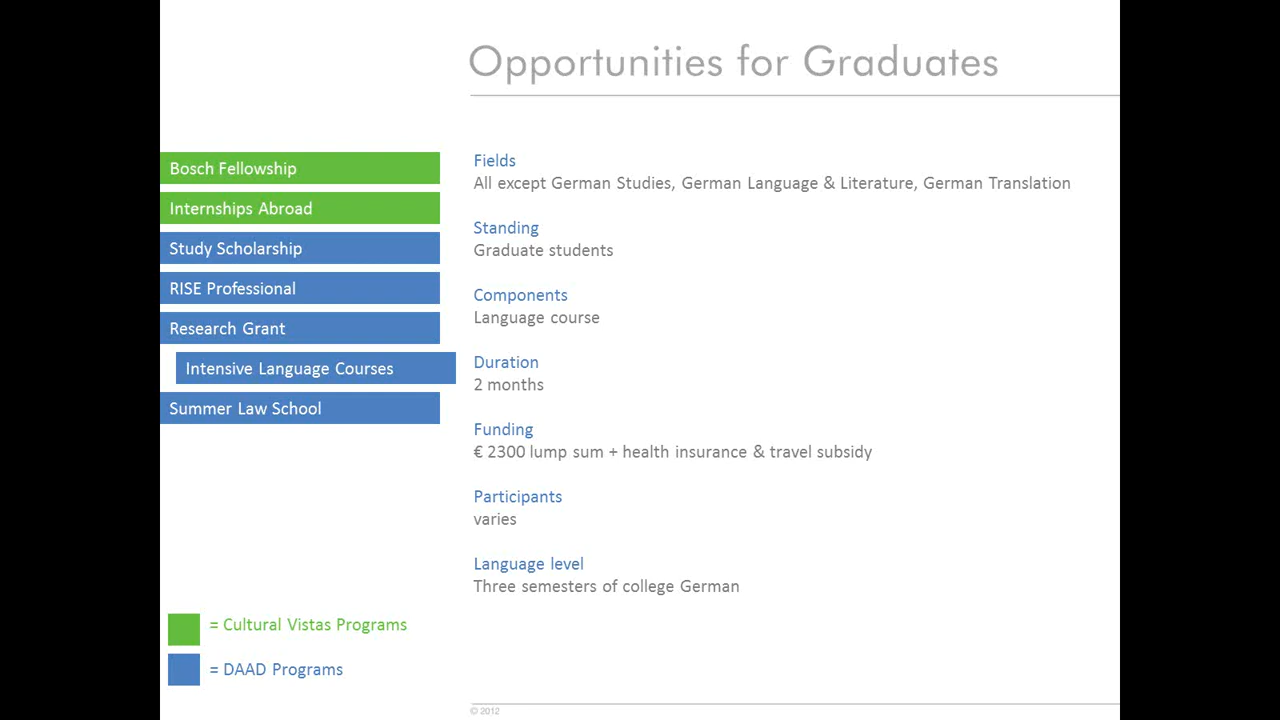 Opportunities for Graduates
Bosch Fellowship
Internships Abroad
Study Scholarship
RISE Professional
Research Grant
Intensive Language Courses
Summer Law School
Fields
All except German Studies, German Language & Literature, German Translation
Standing
Graduate students
Components
Language course
Duration
2 months
Funding
€ 2300 lump sum + health insurance & travel subsidy
Participants
varies
Language level
Three semesters of college German
= Cultural Vistas Programs
= DAAD Programs
© 2012